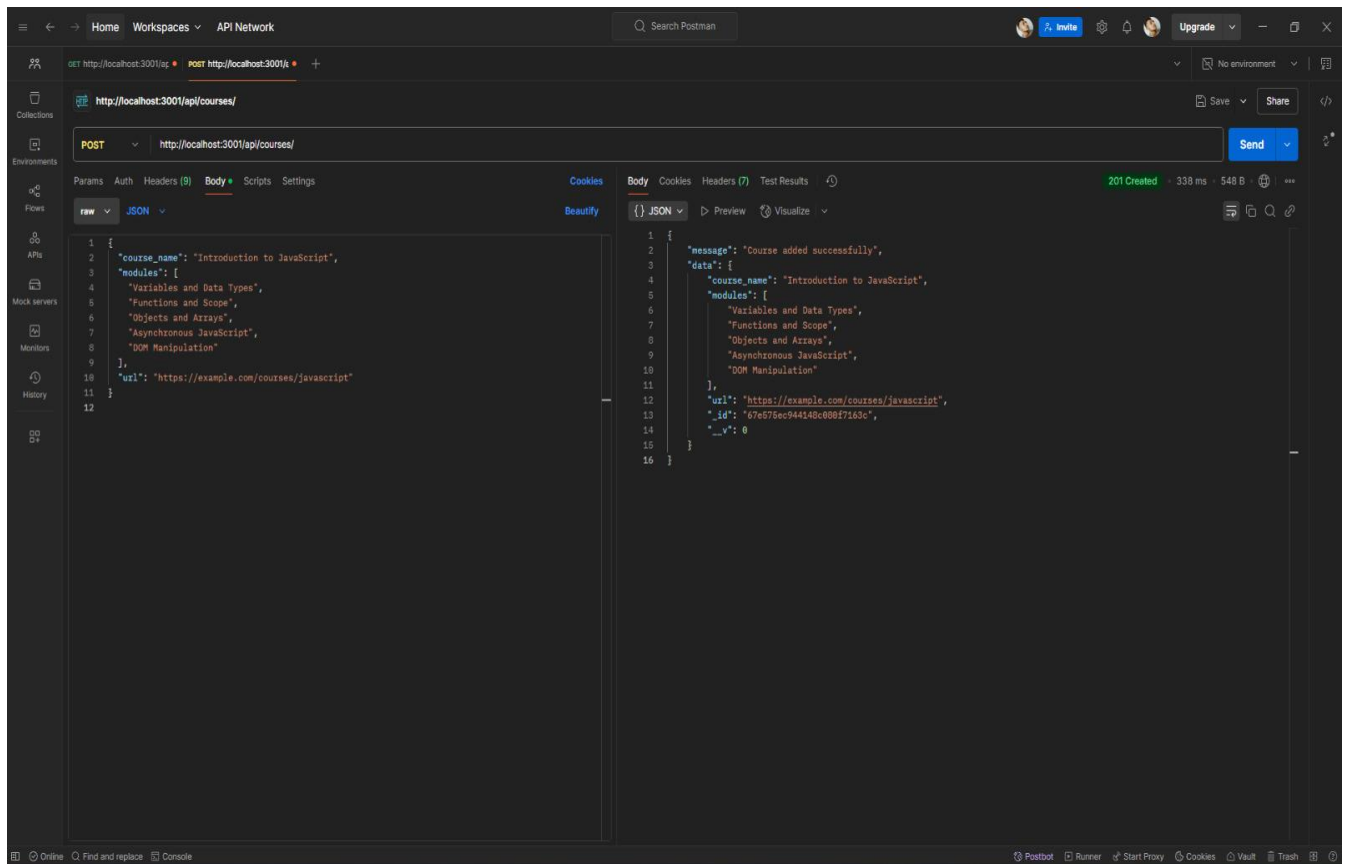 Home Workspaces API Network Search Postman Invite Upgrade
GET http://localhost:3001/ap POST http://localhost:3001/a + No environment
HTTP http://localhost:3001/api/courses/ Save Share
Collections
POST http://localhost:3001/api/courses/ Send
Environments
Params Auth Headers (9) Body Scripts Settings Cookies
raw JSON Beautify
Flows
APIs
Mock servers
Monitors
History
1 {
2 "course_name": "Introduction to JavaScript",
3 "modules": [
4 "Variables and Data Types",
5 "Functions and Scope",
6 "Objects and Arrays",
7 "Asynchronous JavaScript",
8 "DOM Manipulation"
9 ],
10 "url": "https://example.com/courses/javascript"
11 }
12
Body Cookies Headers (7) Test Results 201 Created 338 ms 548 B
{} JSON Preview Visualize
1 {
2 "message": "Course added successfully",
3 "data": {
4 "course_name": "Introduction to JavaScript",
5 "modules": [
6 "Variables and Data Types",
7 "Functions and Scope",
8 "Objects and Arrays",
9 "Asynchronous JavaScript",
10 "DOM Manipulation"
11 ],
12 "url": "https://example.com/courses/javascript",
13 "_id":
14 "__v": 0
15 }
16 }
Online Find and replace Console Postbot Runner Start Proxy Cookies Vault Trash